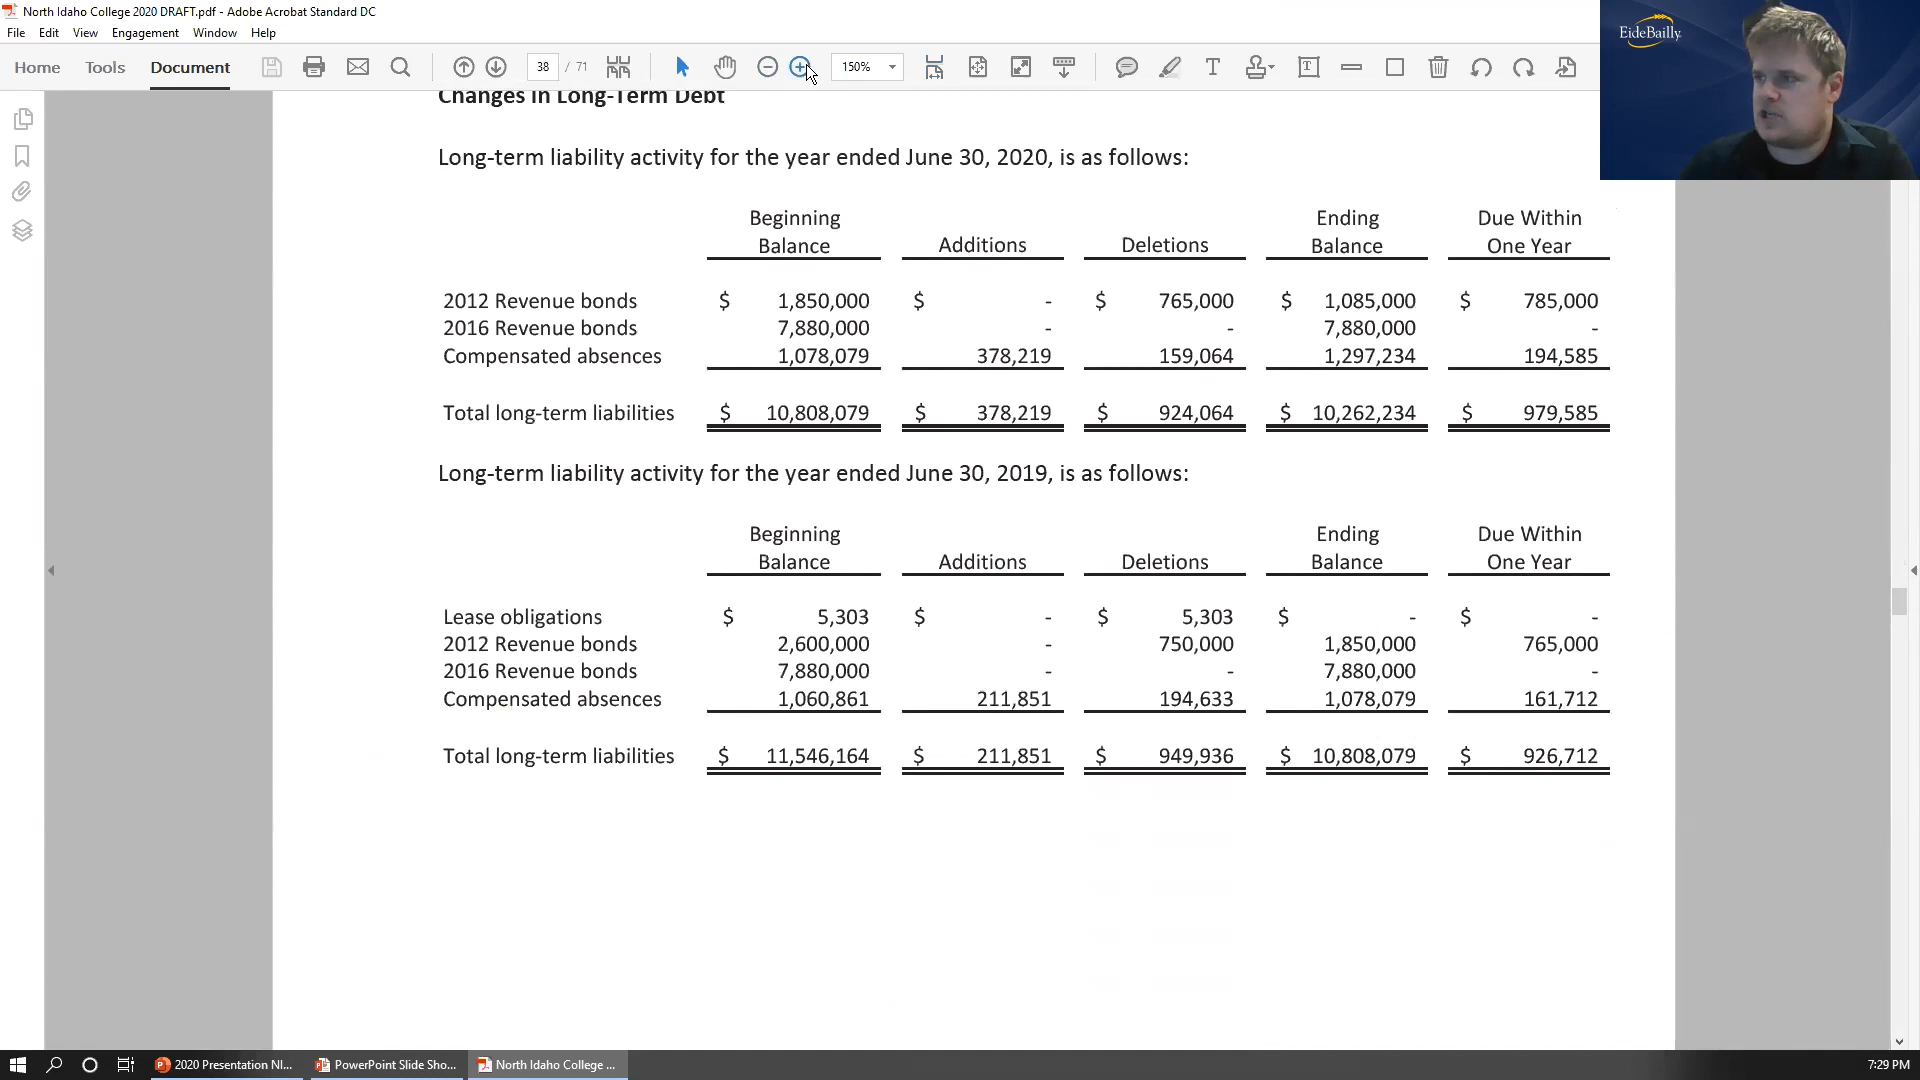 North Idaho College 2020 DRAFT.pdf - Adobe Acrobat Standard DC
File Edit View Engagement Window Help
Home Tools Document 38 / 71 150%
EideBailly
Changes in Long-Term Debt
Long-term liability activity for the year ended June 30, 2020, is as follows:
Beginning Ending Due Within
Balance Additions Deletions Balance One Year
2012 Revenue bonds $ 1,850,000 $ - $ 765,000 $ 1,085,000 $ 785,000
2016 Revenue bonds 7,880,000 - - 7,880,000 -
Compensated absences 1,078,079 378,219 159,064 1,297,234 194,585
Total long-term liabilities $ 10,808,079 $ 378,219 $ 924,064 $ 10,262,234 $ 979,585
Long-term liability activity for the year ended June 30, 2019, is as follows:
Beginning Ending Due Within
Balance Additions Deletions Balance One Year
Lease obligations $ 5,303 $ - $ 5,303 $ - $ -
2012 Revenue bonds 2,600,000 - 750,000 1,850,000 765,000
2016 Revenue bonds 7,880,000 - - 7,880,000 -
Compensated absences 1,060,861 211,851 194,633 1,078,079 161,712
Total long-term liabilities $ 11,546,164 $ 211,851 $ 949,936 $ 10,808,079 $ 926,712
2020 Presentation NI... PowerPoint Slide Sho... North Idaho College ... 7:29 PM